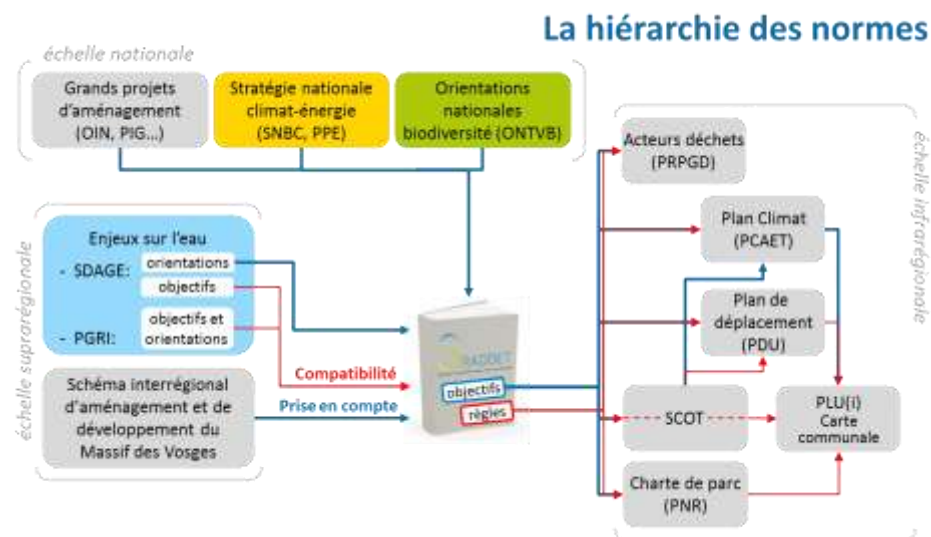 La hiérarchie des normes
échelle nationale
Grands projets
d'aménagement
(OIN, PIG...)
Stratégie nationale
climat-énergie
(SNBC, PPE)
Orientations
nationales
biodiversité (ONTVB)
échelle suprarégionale
Enjeux sur l'eau
- SDAGE:
orientations
objectifs
- PGRI:
objectifs et
orientations
Schéma interrégional
d'aménagement et de
développement du
Massif des Vosges
Compatibilité
Prise en compte
SRADDET
objectifs
règles
échelle infrarégionale
Acteurs déchets
(PRPGD)
Plan Climat
(PCAET)
Plan de
déplacement
(PDU)
SCOT
PLU(i)
Carte
communale
Charte de parc
(PNR)